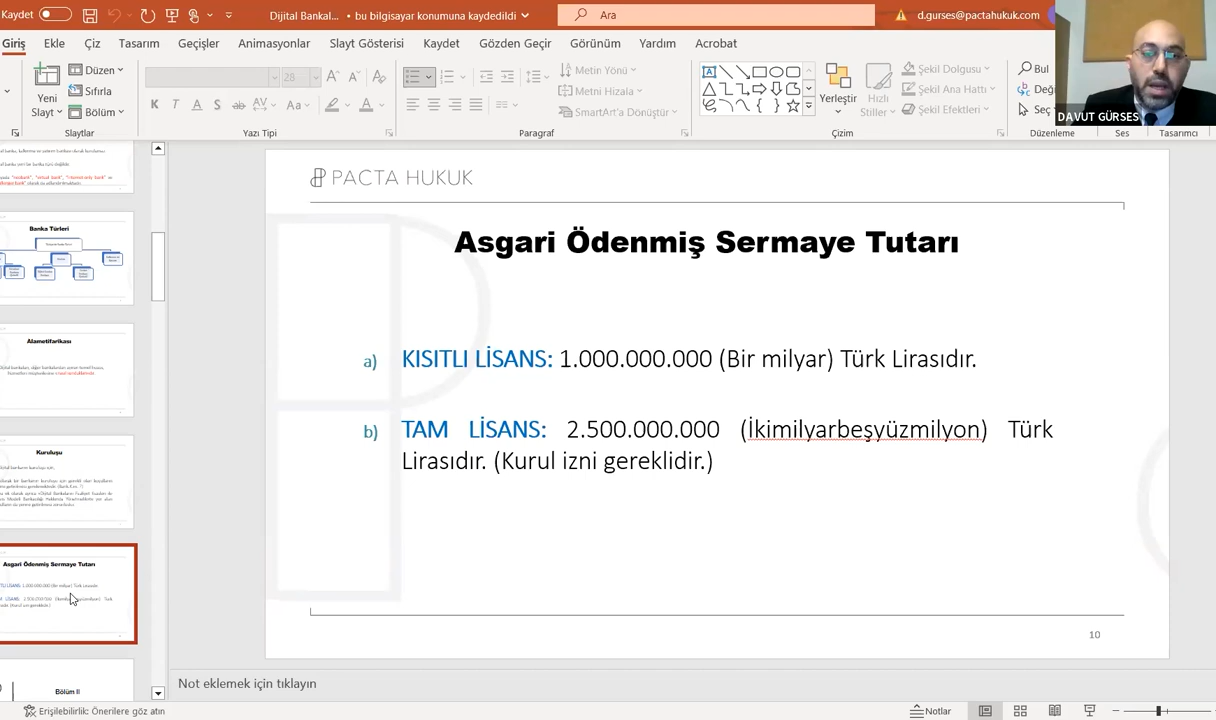 Kaydet
Dijital Bankal... • bu bilgisayar konumuna kaydedildi
Ara
d.gurses@pactahukuk.com
Giriş Ekle Çiz Tasarım Geçişler Animasyonlar Slayt Gösterisi Kaydet Gözden Geçir Görünüm Yardım Acrobat
DAVUT GÜRSES
Yeni
Slayt
Düzen
Sıfırla
Bölüm
28
Metin Yönü
Metni Hizala
SmartArt'a Dönüştür
Yerleştir
Hızlı
Stiller
Şekil Dolgusu
Şekil Ana Hattı
Şekil Efektleri
Bul
Seç
Slaytlar
Yazı Tipi
Paragraf
Çizim
Düzenleme
Ses
Tasarımcı
Banka Türleri
Alametifarikası
Kuruluşu
Asgari Ödenmiş Sermaye Tutarı
Bölüm II
PACTA HUKUK
Asgari Ödenmiş Sermaye Tutarı
a) KISITLI LİSANS: 1.000.000.000 (Bir milyar) Türk Lirasıdır.
b) TAM LİSANS: 2.500.000.000 (İkimilyarbeşyüzmilyon) Türk
Lirasıdır. (Kurul izni gereklidir.)
10
Not eklemek için tıklayın
Erişilebilirlik: Önerilere göz atın
Notlar